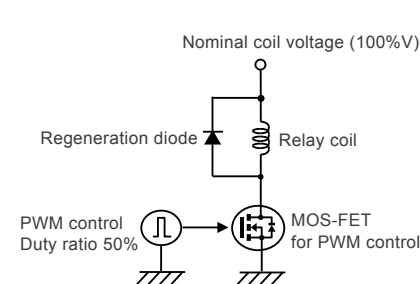 Nominal coil voltage (100%V)
Regeneration diode
Relay coil
PWM control
Duty ratio 50%
MOS-FET
for PWM control